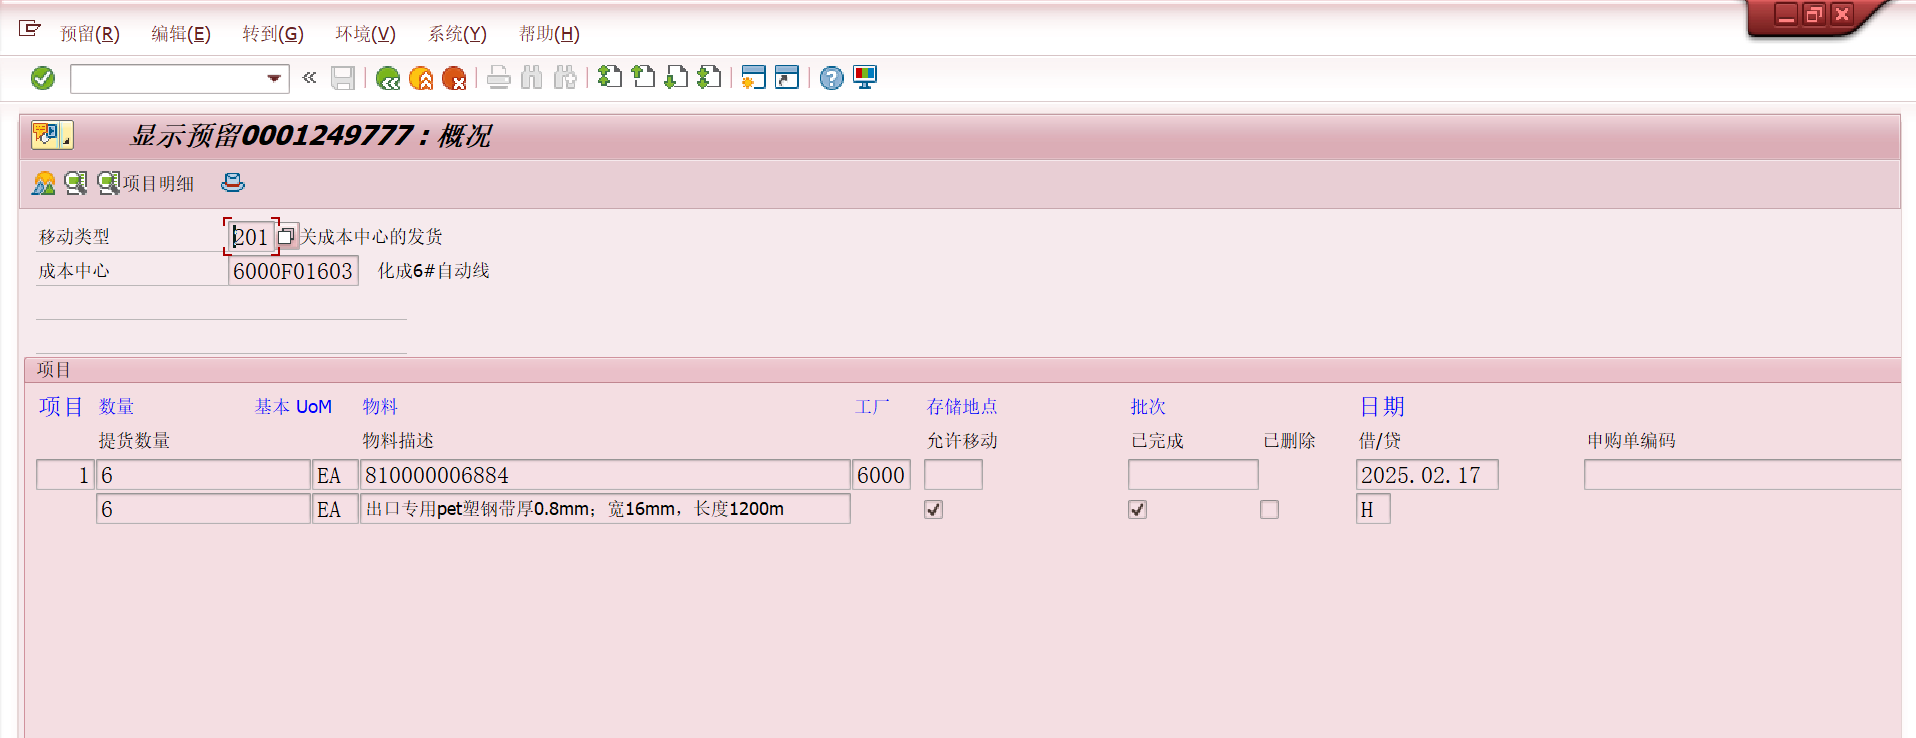 预留(R) 编辑(E) 转到(G) 环境(V) 系统(Y) 帮助(H)
显示预留0001249777：概况
项目明细
移动类型 201 关成本中心的发货
成本中心 6000F01603 化成6#自动线
项目
项目 数量 基本 UoM 物料 工厂 存储地点 批次 日期
提货数量 物料描述 允许移动 已完成 已删除 借/贷 申购单编码
1 6 EA 810000006884 6000 2025.02.17
6 EA 出口专用pet塑钢带厚0.8mm；宽16mm，长度1200m H